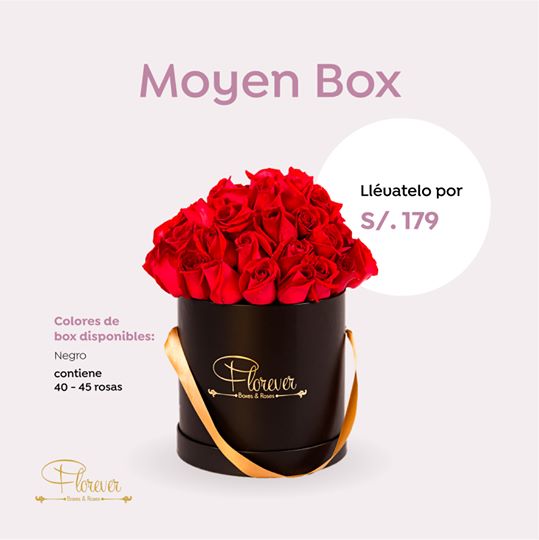 Moyen Box
Llévatelo por
S/. 179
Colores de
box disponibles:
Negro
contiene
40 - 45 rosas
Florever
Boxes & Roses
Florever
Boxes & Roses